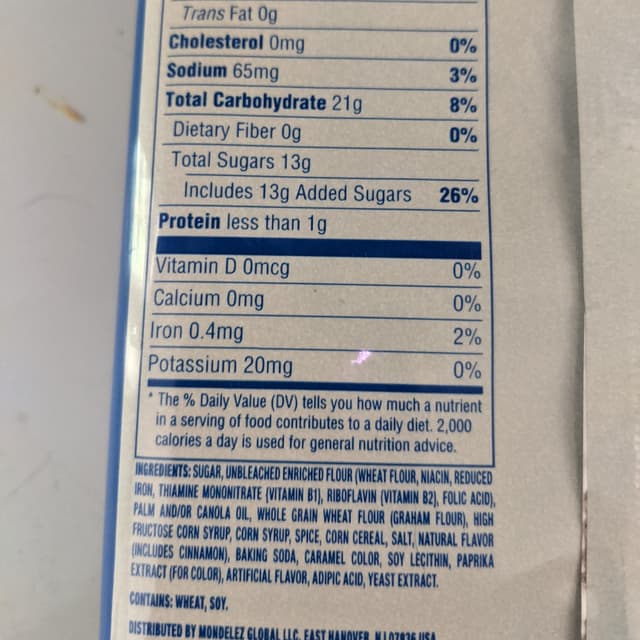 Trans Fat 0g
Cholesterol 0mg 0%
Sodium 65mg 3%
Total Carbohydrate 21g 8%
Dietary Fiber 0g 0%
Total Sugars 13g
Includes 13g Added Sugars 26%
Protein less than 1g
Vitamin D 0mcg 0%
Calcium 0mg 0%
Iron 0.4mg 2%
Potassium 20mg 0%
* The % Daily Value (DV) tells you how much a nutrient
in a serving of food contributes to a daily diet. 2,000
calories a day is used for general nutrition advice.
INGREDIENTS: SUGAR, UNBLEACHED ENRICHED FLOUR (WHEAT FLOUR, NIACIN, REDUCED
IRON, THIAMINE MONONITRATE (VITAMIN B1), RIBOFLAVIN (VITAMIN B2), FOLIC ACID),
PALM AND/OR CANOLA OIL, WHOLE GRAIN WHEAT FLOUR (GRAHAM FLOUR), HIGH
FRUCTOSE CORN SYRUP, CORN SYRUP, SPICE, CORN CEREAL, SALT, NATURAL FLAVOR
(INCLUDES CINNAMON), BAKING SODA, CARAMEL COLOR, SOY LECITHIN, PAPRIKA
EXTRACT (FOR COLOR), ARTIFICIAL FLAVOR, ADIPIC ACID, YEAST EXTRACT.
CONTAINS: WHEAT, SOY.
DISTRIBUTED BY MONDELEZ GLOBAL LLC, EAST HANOVER, NJ 07936 USA